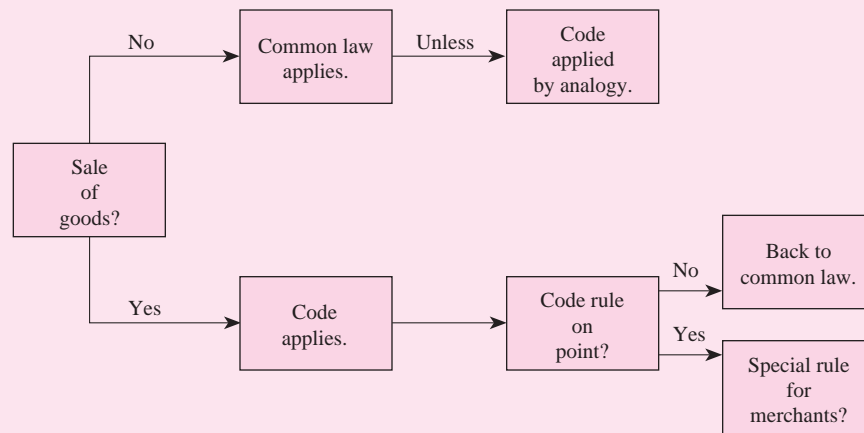 No
Common law
applies.
Unless
Code
applied
by analogy.
Sale
of
goods?
Yes
Code
applies.
Code rule
on
point?
No
Back to
common law.
Yes
Special rule
for
merchants?